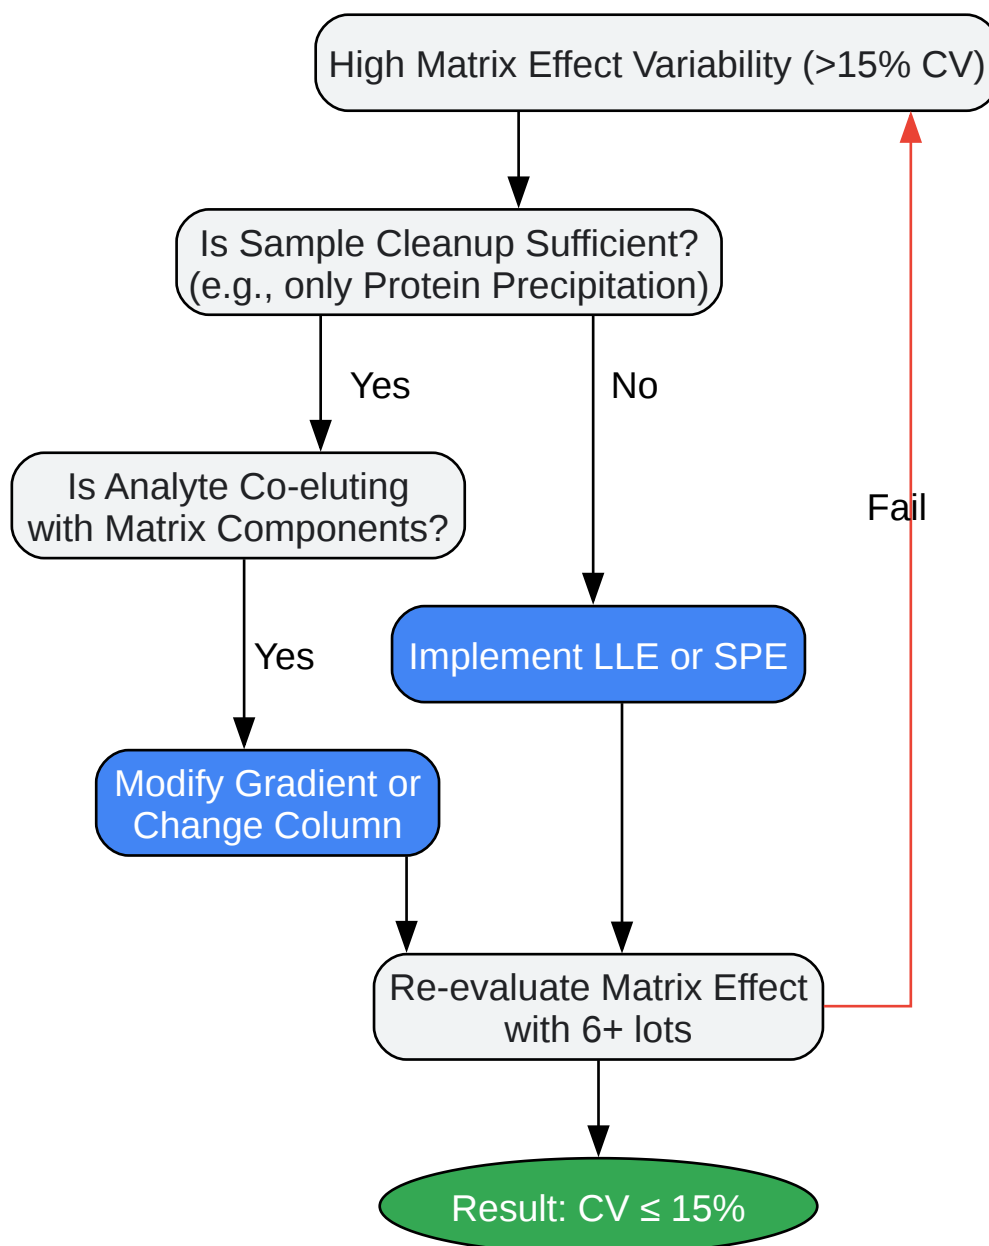 High Matrix Effect Variability (>15% CV)
Is Sample Cleanup Sufficient?
(e.g., only Protein Precipitation)
Yes
No
Is Analyte Co-eluting
with Matrix Components?
Fail
Yes
Implement LLE or SPE
Modify Gradient or
Change Column
Re-evaluate Matrix Effect
with 6+ lots
Result: CV ≤ 15%